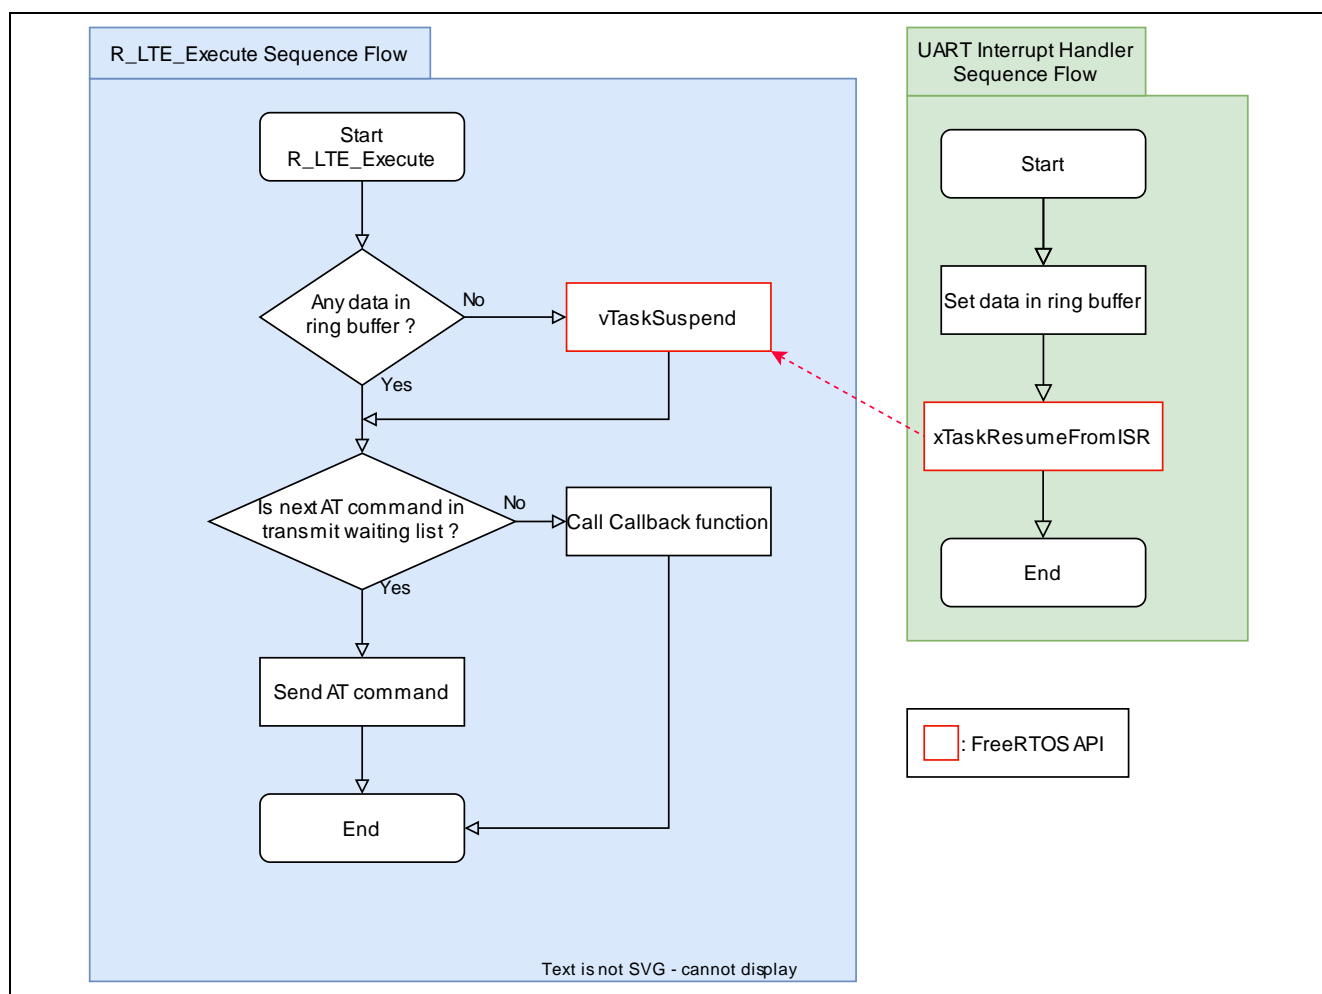 R_LTE_Execute Sequence Flow
Start
R_LTE_Execute
Any data in
ring buffer ?
No
vTaskSuspend
Yes
Is next AT command in
transmit waiting list ?
No
Call Callback function
Yes
Send AT command
End
Text is not SVG - cannot display
UART Interrupt Handler
Sequence Flow
Start
Set data in ring buffer
xTaskResumeFromISR
End
: FreeRTOS API